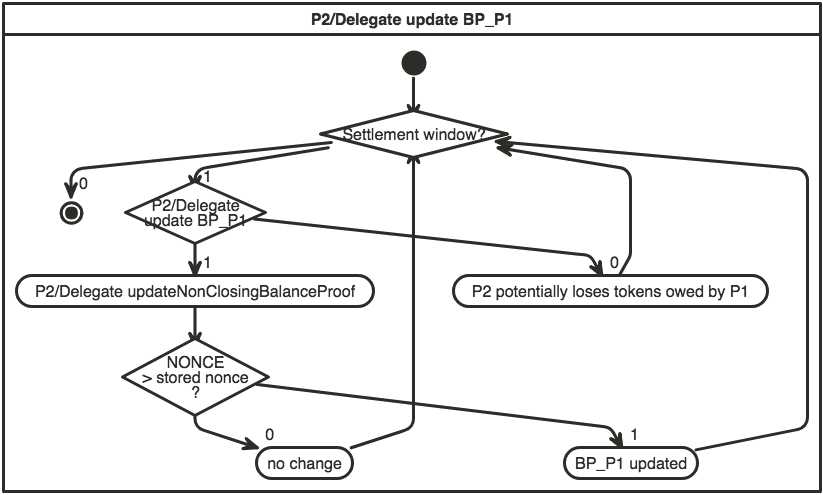 P2/Delegate update BP_P1
Settlement window?
0
1
P2/Delegate
update BP_P1
1
0
P2/Delegate updateNonClosingBalanceProof
P2 potentially loses tokens owed by P1
NONCE
> stored nonce
?
0
1
no change
BP_P1 updated